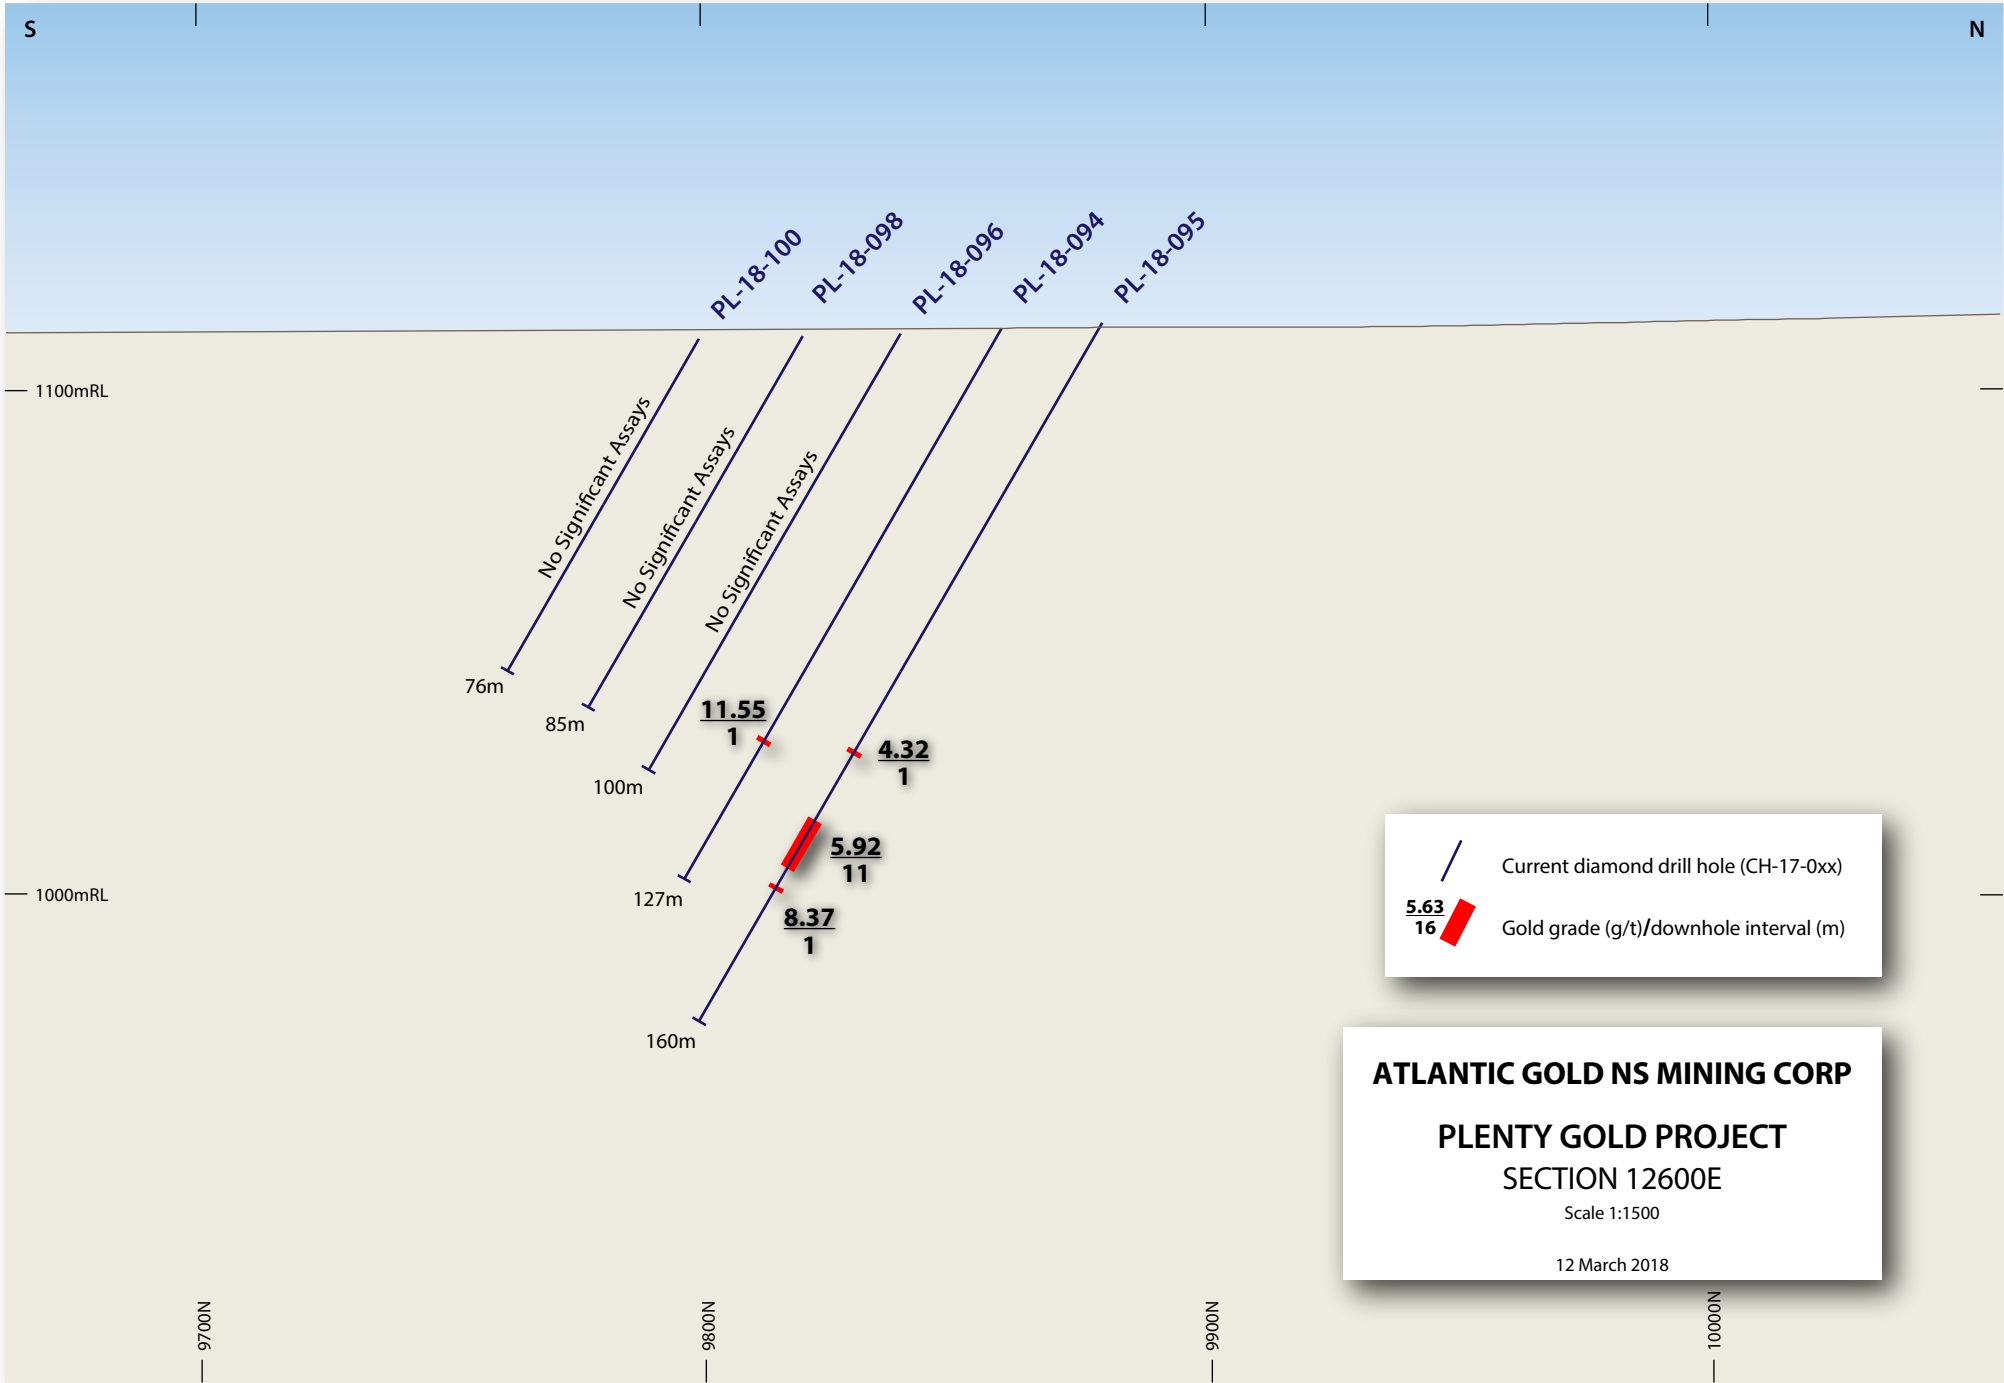 S
N
PL-18-100
PL-18-098
PL-18-096
PL-18-094
PL-18-095
1100mRL
No Significant Assays
No Significant Assays
No Significant Assays
76m
85m
100m
11.55
1
4.32
1
5.92
11
127m
1000mRL
8.37
1
160m
Current diamond drill hole (CH-17-0xx)
5.63
16
Gold grade (g/t)/downhole interval (m)
ATLANTIC GOLD NS MINING CORP
PLENTY GOLD PROJECT
SECTION 12600E
Scale 1:1500
12 March 2018
9700N
9800N
9900N
10000N